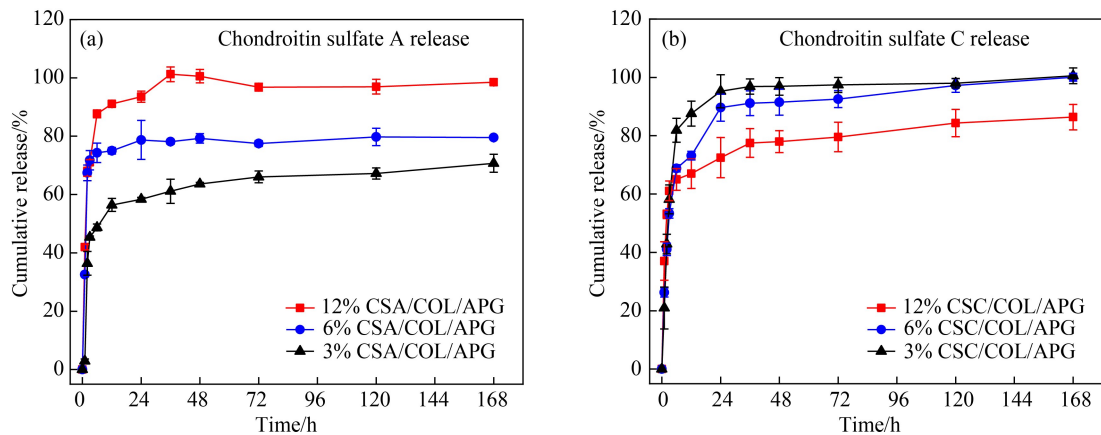 (a) Chondroitin sulfate A release
Cumulative release/%
120
100
80
60
40
20
0
12% CSA/COL/APG
6% CSA/COL/APG
3% CSA/COL/APG
0 24 48 72 96 120 144 168
Time/h
(b) Chondroitin sulfate C release
Cumulative release/%
120
100
80
60
40
20
0
12% CSC/COL/APG
6% CSC/COL/APG
3% CSC/COL/APG
0 24 48 72 96 120 144 168
Time/h